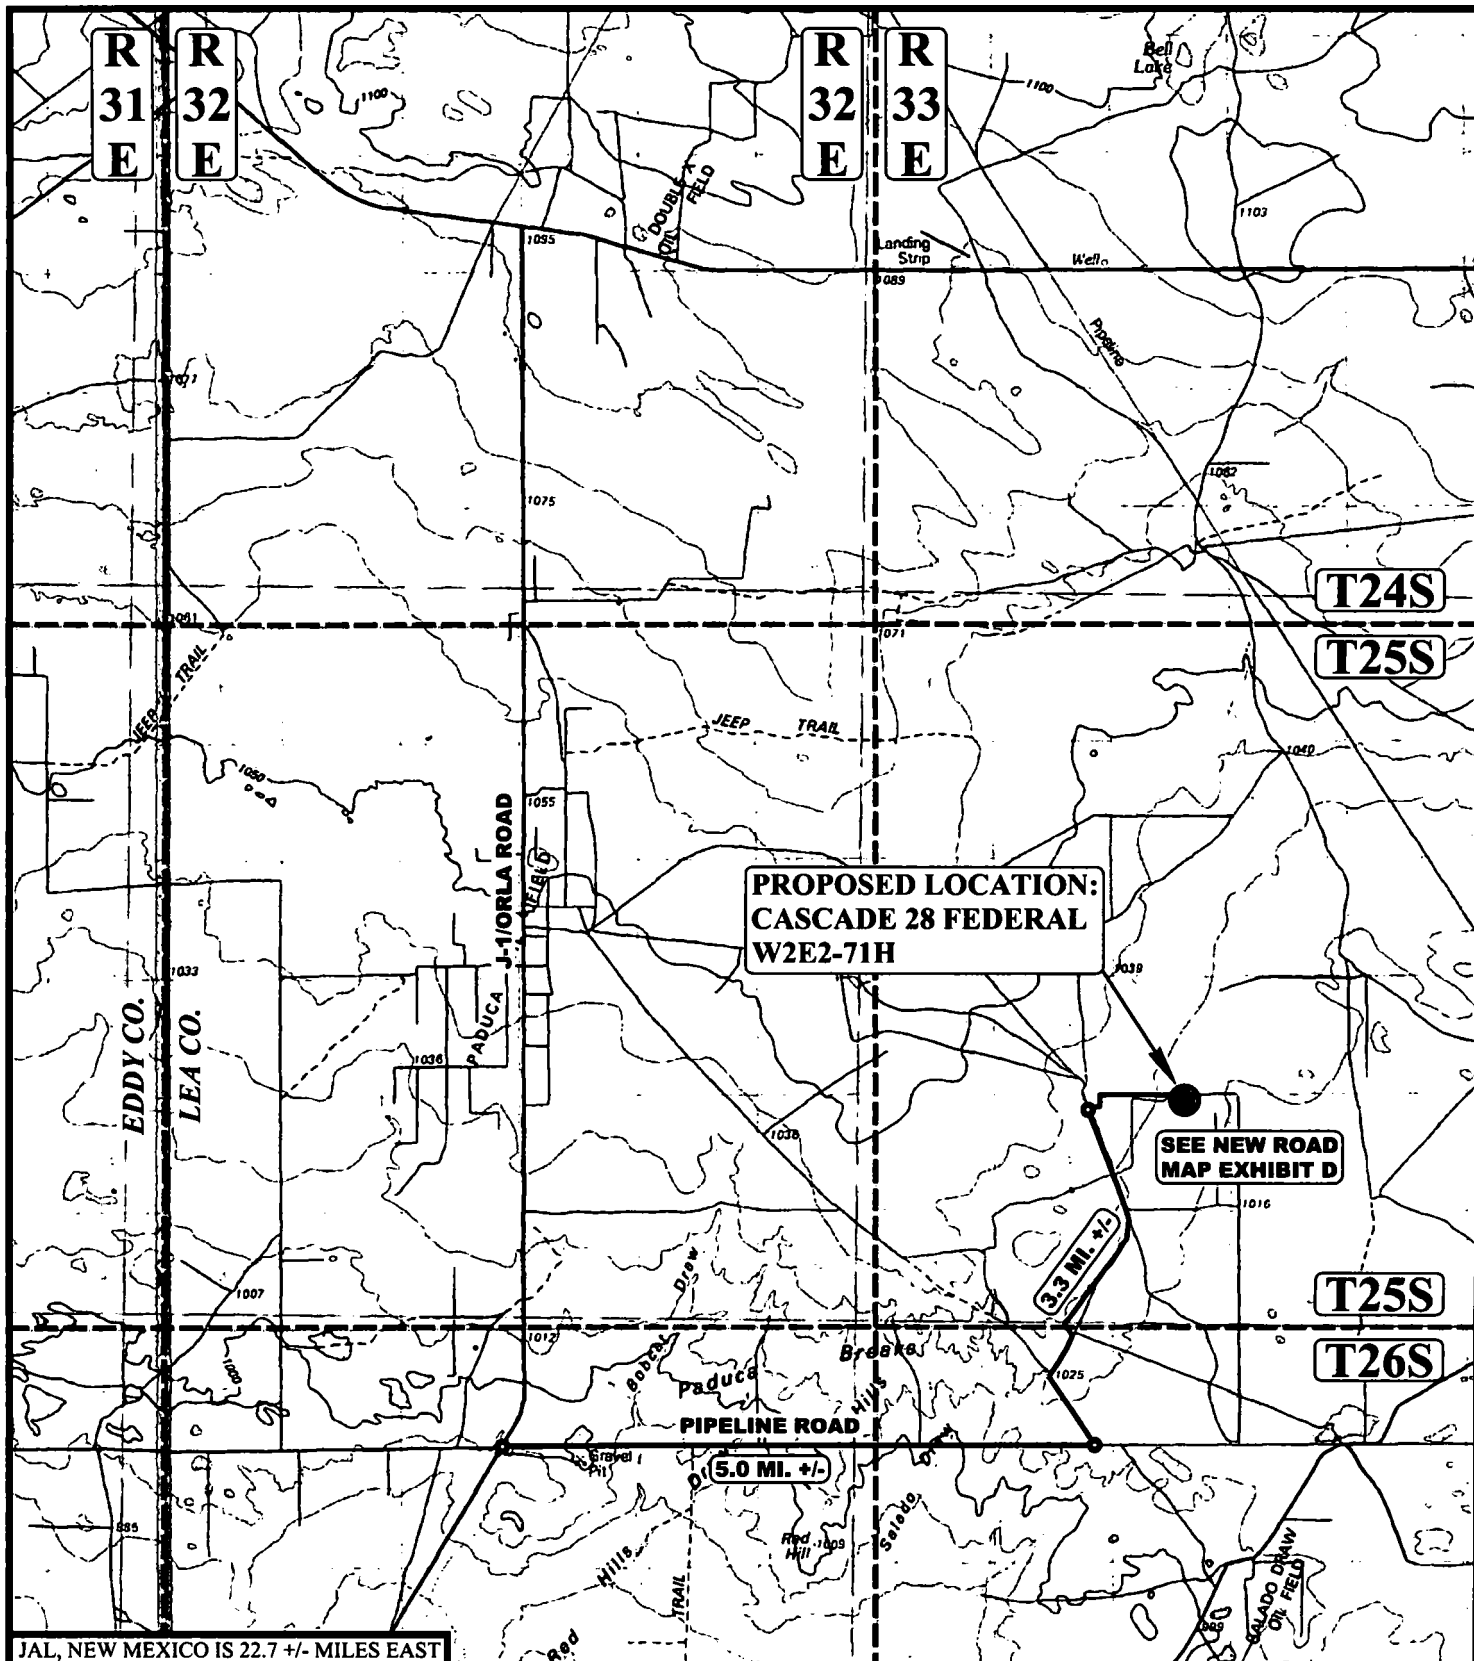 R
31
E
R
32
E
R
32
E
R
33
E
Bell
Lake
1100
1100
DOUBLE X
OIL FIELD
1103
1095
Landing
Strip
Well
1089
Pipeline
1071
1082
1075
T24S
1061
1071
T25S
JEEP TRAIL
JEEP TRAIL
1050
1040
1055
J-1/ORLA ROAD
FIELD
PADUCA
PROPOSED LOCATION:
CASCADE 28 FEDERAL
W2E2-71H
1039
1033
EDDY CO.
LEA CO.
1036
1038
SEE NEW ROAD
MAP EXHIBIT D
1016
3.3 MI. +/-
1007
Bobcat Draw
T25S
1012
Paduca Breaks
T26S
1000
1025
PIPELINE ROAD
Hills
Draw
Gravel
Pit
5.0 MI. +/-
985
Red
Hill
1009
Salado
Hills
TRAIL
SALADO DRAW
OIL FIELD
989
Red
JAL, NEW MEXICO IS 22.7 +/- MILES EAST